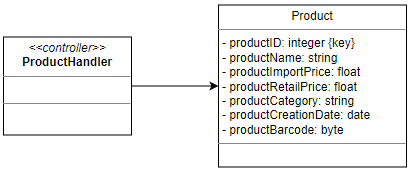 <<controller>>
ProductHandler
Product
- productID: integer {key}
- productName: string
- productImportPrice: float
- productRetailPrice: float
- productCategory: string
- productCreationDate: date
- productBarcode: byte